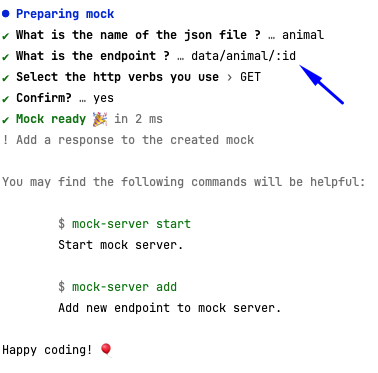 ● Preparing mock
✔ What is the name of the json file ? … animal
✔ What is the endpoint ? … data/animal/:id
✔ Select the http verbs you use › GET
✔ Confirm? … yes
✔ Mock ready 🎉 in 2 ms
! Add a response to the created mock
You may find the following commands will be helpful:
$ mock-server start
Start mock server.
$ mock-server add
Add new endpoint to mock server.
Happy coding! 🎈